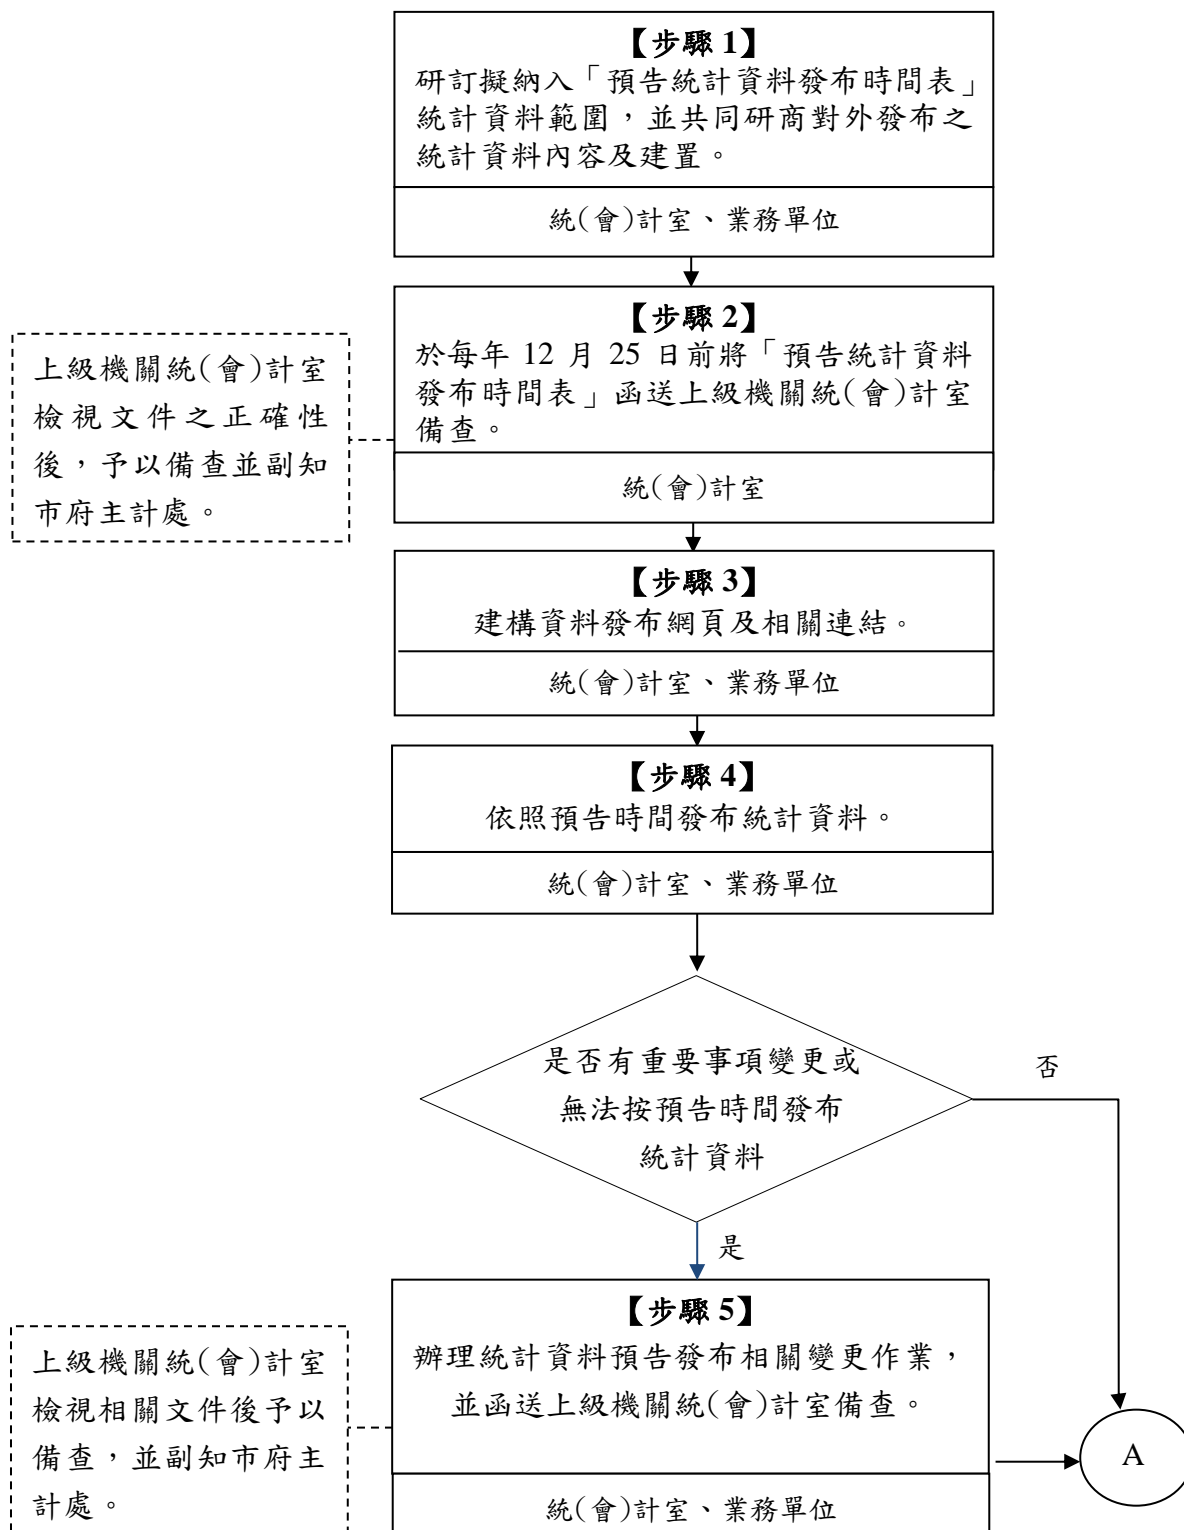 【步驟 1】
研訂擬納入「預告統計資料發布時間表」
統計資料範圍，並共同研商對外發布之
統計資料內容及建置。
統(會)計室、業務單位
【步驟 2】
於每年 12 月 25 日前將「預告統計資料
發布時間表」函送上級機關統(會)計室
備查。
統(會)計室
上級機關統(會)計室
檢視文件之正確性
後，予以備查並副知
市府主計處。
【步驟 3】
建構資料發布網頁及相關連結。
統(會)計室、業務單位
【步驟 4】
依照預告時間發布統計資料。
統(會)計室、業務單位
是否有重要事項變更或
無法按預告時間發布
統計資料
否
是
【步驟 5】
辦理統計資料預告發布相關變更作業，
並函送上級機關統(會)計室備查。
統(會)計室、業務單位
上級機關統(會)計室
檢視相關文件後予以
備查，並副知市府主
計處。
A